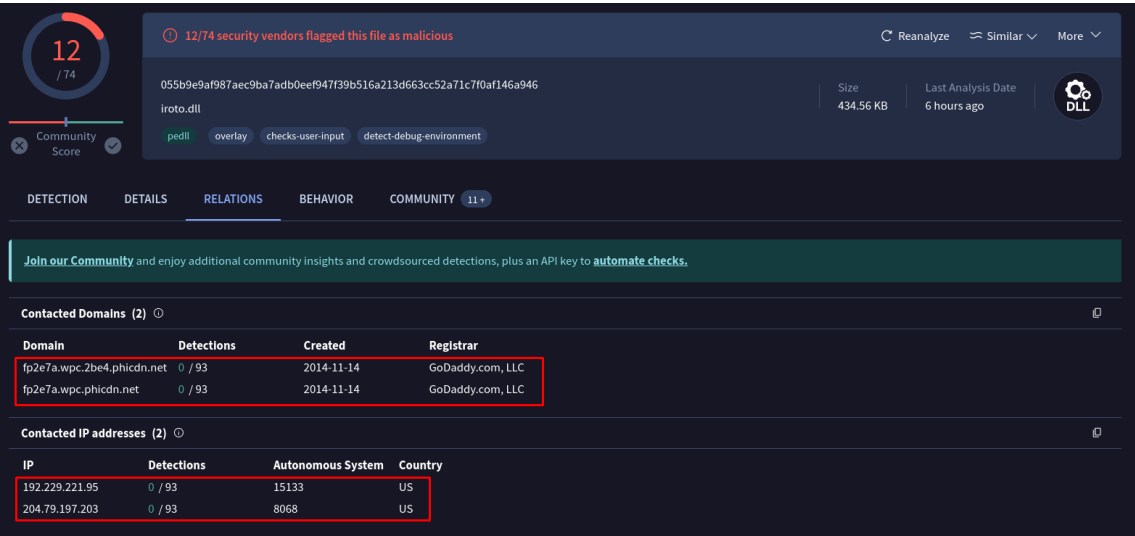 12
/ 74
Community
Score
12/74 security vendors flagged this file as malicious
Reanalyze Similar More
055b9e9af987aec9ba7adb0eef947f39b516a213d663cc52a71c7f0af146a946
iroto.dll
pedll overlay checks-user-input detect-debug-environment
Size
434.56 KB
Last Analysis Date
6 hours ago
DLL
DETECTION DETAILS RELATIONS BEHAVIOR COMMUNITY 11+
Join our Community and enjoy additional community insights and crowdsourced detections, plus an API key to automate checks.
Contacted Domains (2)
Domain Detections Created Registrar
fp2e7a.wpc.2be4.phicdn.net 0 / 93 2014-11-14 GoDaddy.com, LLC
fp2e7a.wpc.phicdn.net 0 / 93 2014-11-14 GoDaddy.com, LLC
Contacted IP addresses (2)
IP Detections Autonomous System Country
192.229.221.95 0 / 93 15133 US
204.79.197.203 0 / 93 8068 US